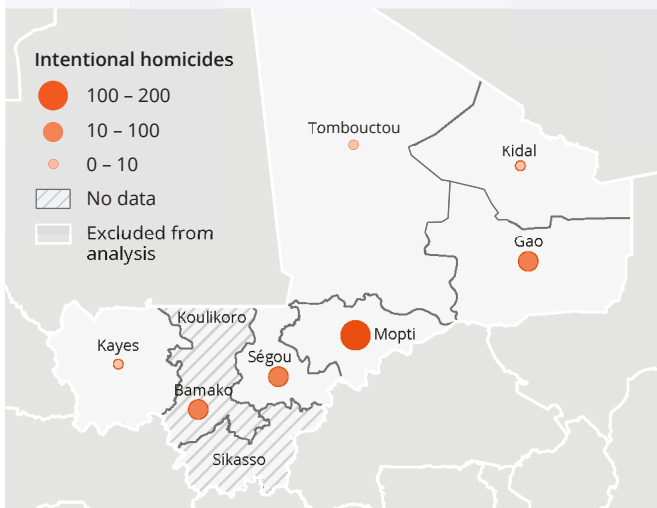 Intentional homicides
100 – 200
10 – 100
0 – 10
No data
Excluded from
analysis
Tombouctou
Kidal
Gao
Koulikoro
Mopti
Kayes
Ségou
Bamako
Sikasso